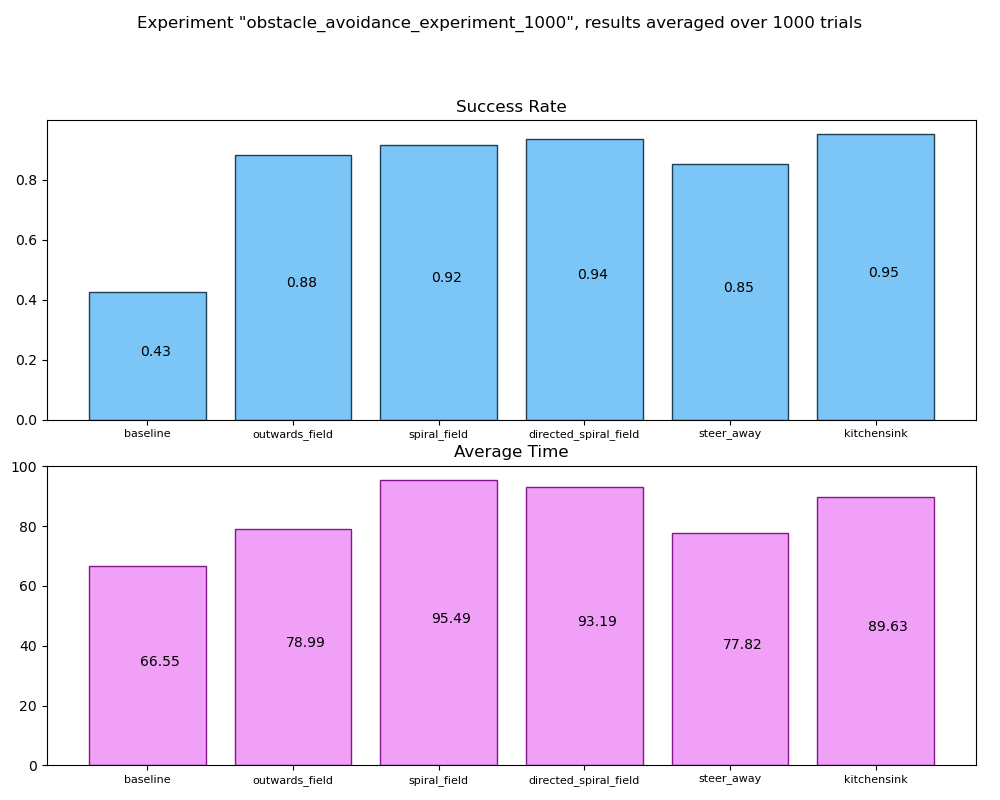 Experiment "obstacle_avoidance_experiment_1000", results averaged over 1000 trials
Success Rate
0.8
0.6
0.4
0.2
0.0
0.43
0.88
0.92
0.94
0.85
0.95
baseline
outwards_field
spiral_field
directed_spiral_field
steer_away
kitchensink
Average Time
100
80
60
40
20
0
66.55
78.99
95.49
93.19
77.82
89.63
baseline
outwards_field
spiral_field
directed_spiral_field
steer_away
kitchensink